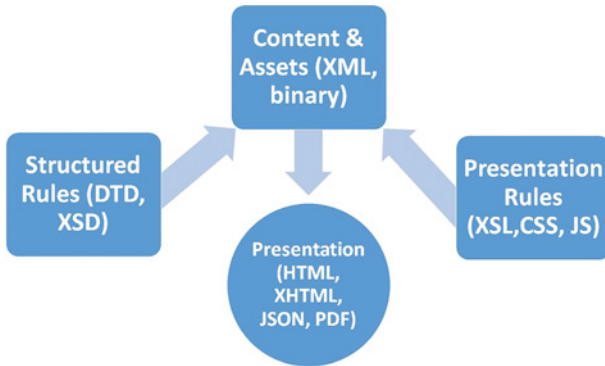 Content &
Assets (XML,
binary)
Structured
Rules (DTD,
XSD)
Presentation
Rules
(XSL,CSS, JS)
Presentation
(HTML,
XHTML,
JSON, PDF)